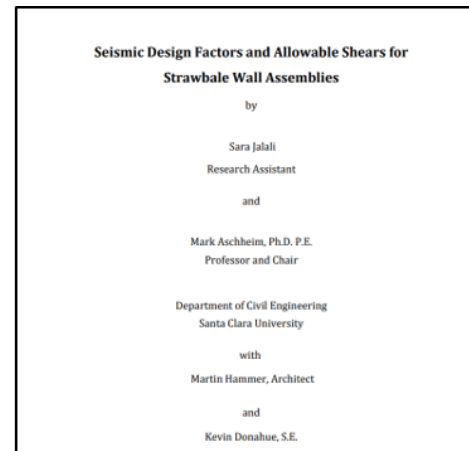 Seismic Design Factors and Allowable Shears for
Strawbale Wall Assemblies
by
Sara Jalali
Research Assistant
and
Mark Aschheim, Ph.D. P.E.
Professor and Chair
Department of Civil Engineering
Santa Clara University
with
Martin Hammer, Architect
and
Kevin Donahue, S.E.